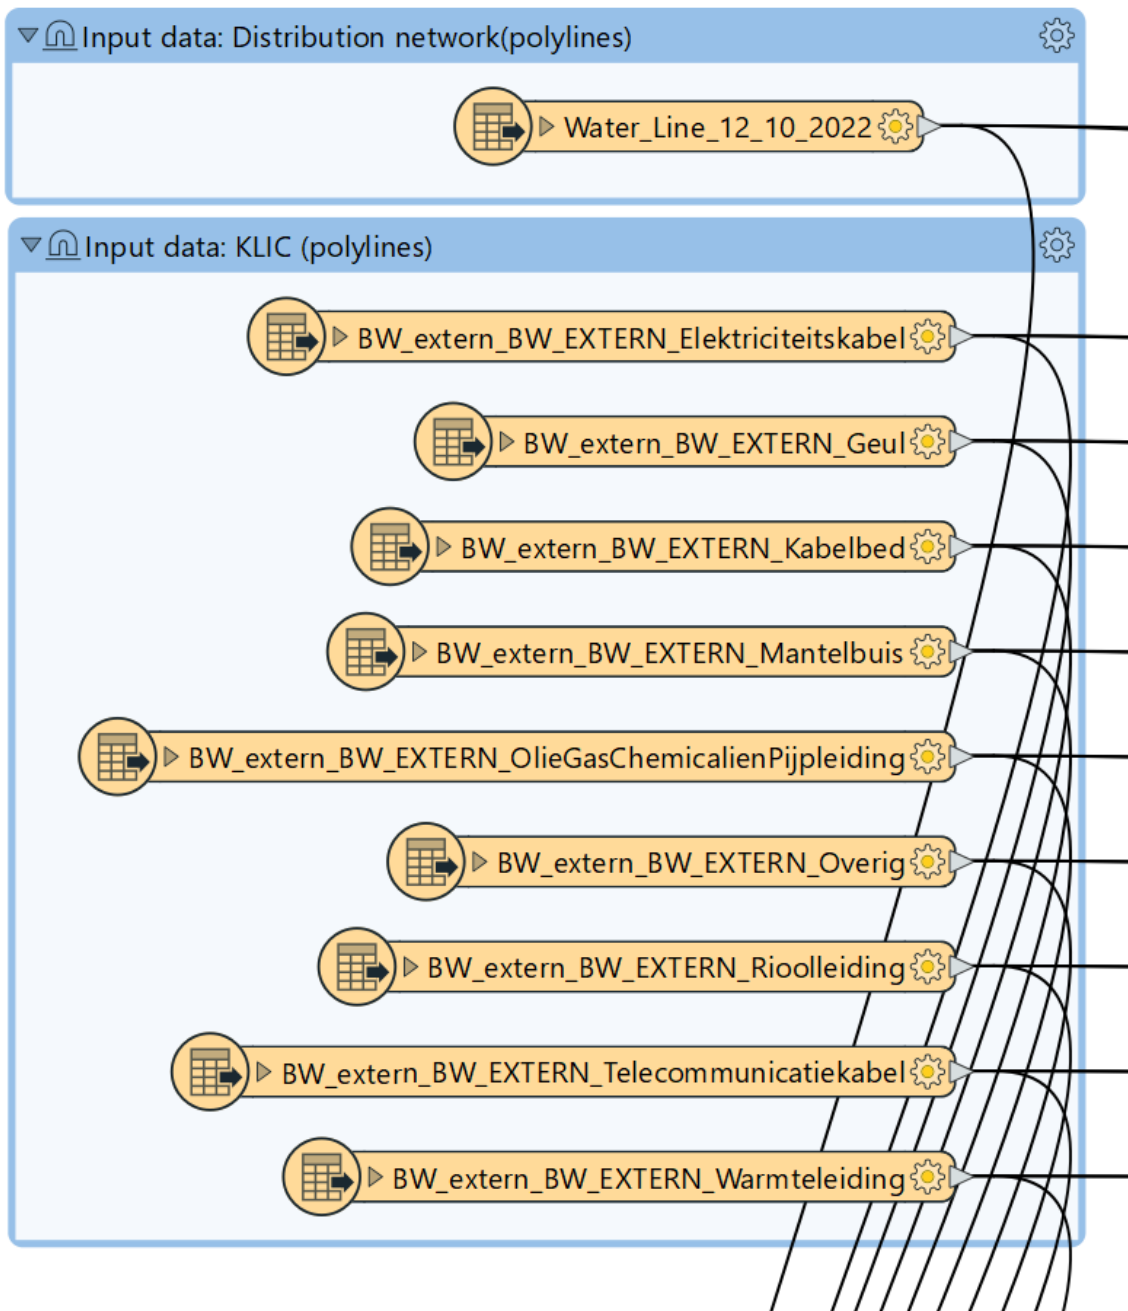 Input data: Distribution network(polylines)
Water_Line_12_10_2022
Input data: KLIC (polylines)
BW_extern_BW_EXTERN_Elektriciteitskabel
BW_extern_BW_EXTERN_Geul
BW_extern_BW_EXTERN_Kabelbed
BW_extern_BW_EXTERN_Mantelbuis
BW_extern_BW_EXTERN_OlieGasChemicalienPijpleiding
BW_extern_BW_EXTERN_Overig
BW_extern_BW_EXTERN_Rioolleiding
BW_extern_BW_EXTERN_Telecommunicatiekabel
BW_extern_BW_EXTERN_Warmteleiding